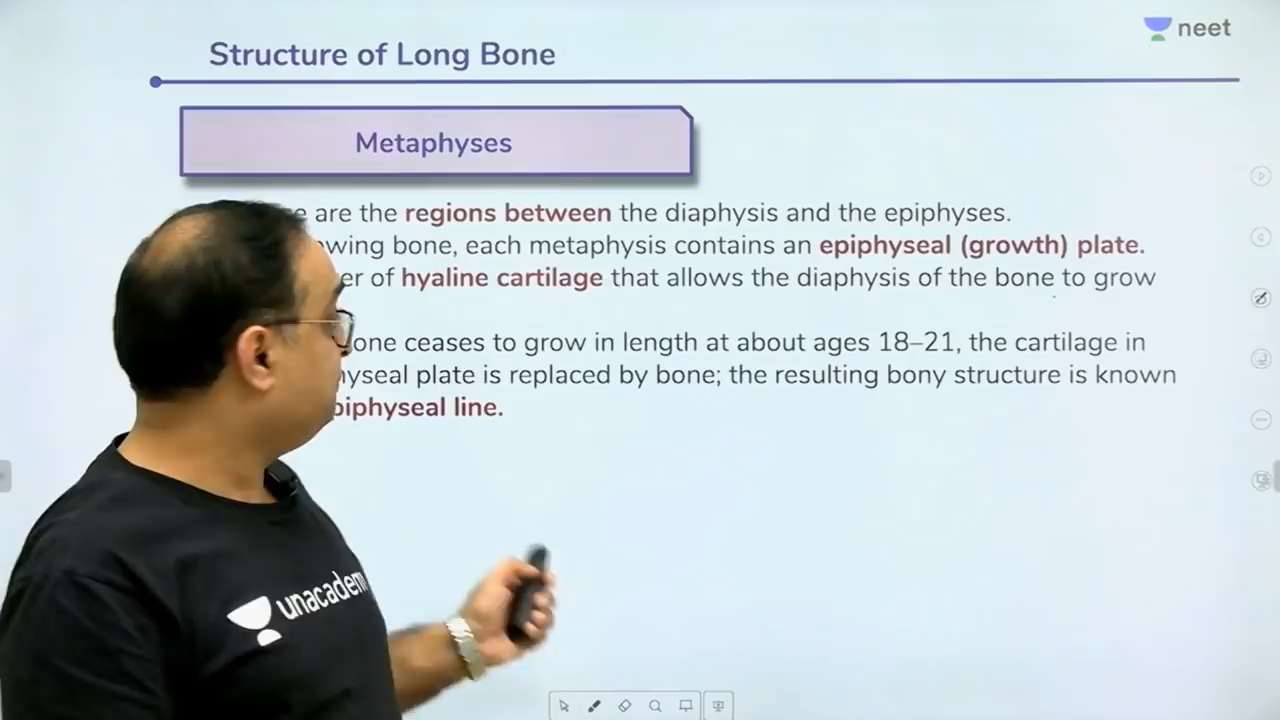 neet
Structure of Long Bone
Metaphyses
are the regions between the diaphysis and the epiphyses.
bone, each metaphysis contains an epiphyseal (growth) plate.
of hyaline cartilage that allows the diaphysis of the bone to grow
ceases to grow in length at about ages 18–21, the cartilage in
plate is replaced by bone; the resulting bony structure is known
line.
unacadem